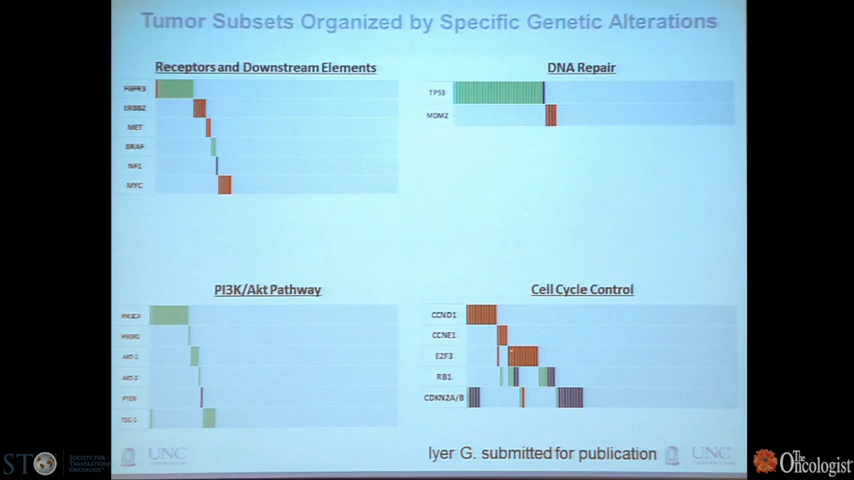 Tumor Subsets Organized by Specific Genetic Alterations
Receptors and Downstream Elements
FGFR3
ERBB2
MET
BRAF
NF1
MYC
DNA Repair
TP53
MDM2
PI3K/Akt Pathway
PIK3CA
PIK3R1
AKT-1
AKT-3
PTEN
TSC-1
Cell Cycle Control
CCND1
CCNE1
E2F3
RB1
CDKN2A/B
Iyer G. submitted for publication
UNC
UNC
STO
SOCIETY FOR
TRANSLATIONAL
ONCOLOGY
The
Oncologist